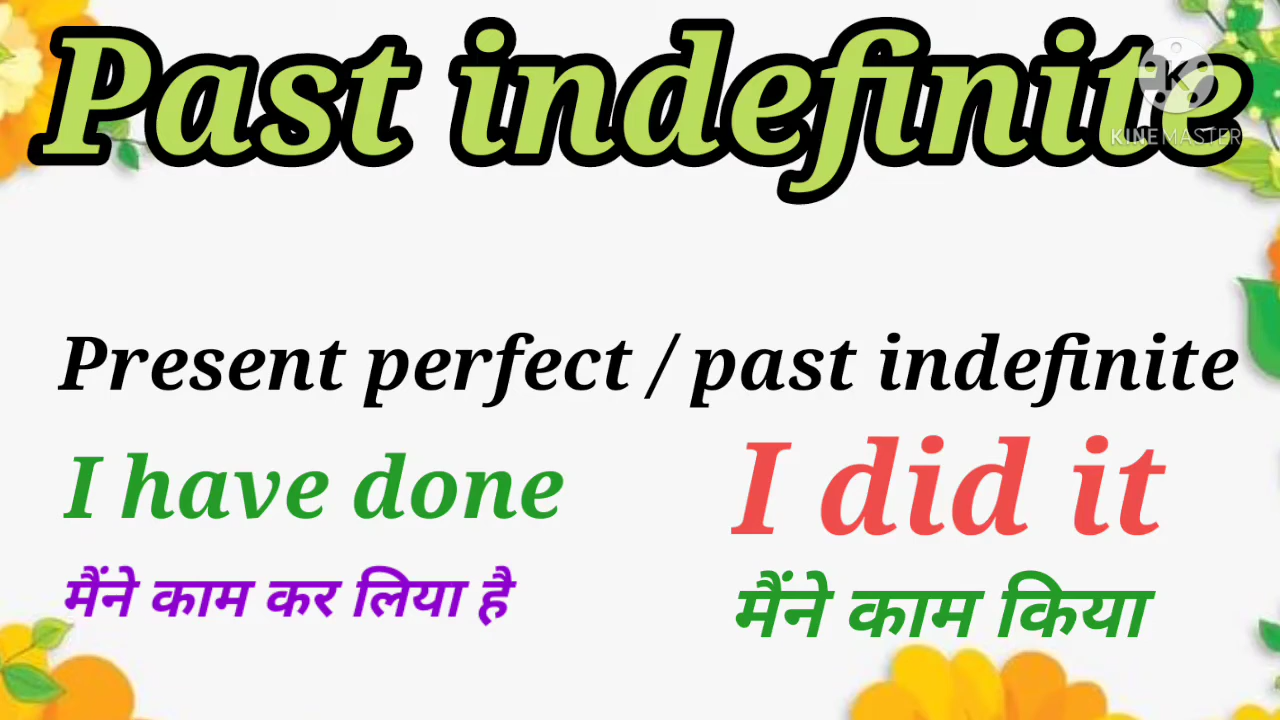 Past indefinite
KINEMASTER
Present perfect / past indefinite
I have done
I did it
मैंने काम कर लिया है
मैंने काम किया